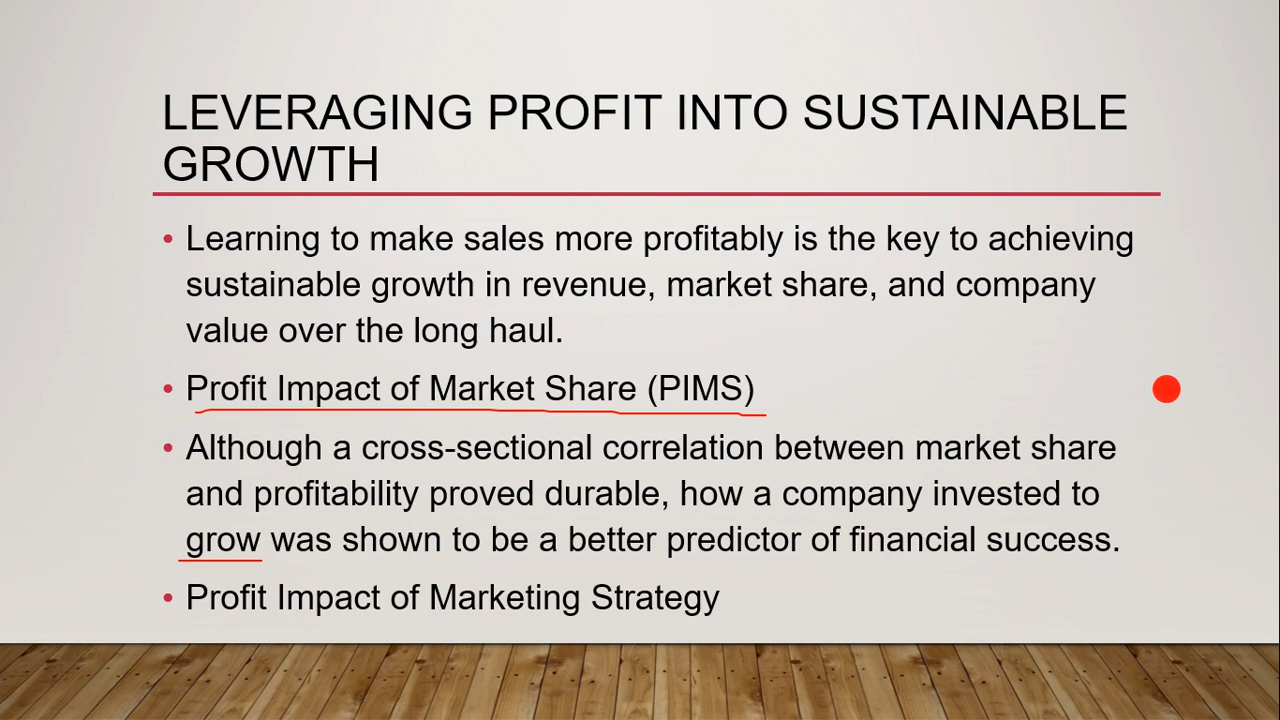 LEVERAGING PROFIT INTO SUSTAINABLE
GROWTH
• Learning to make sales more profitably is the key to achieving
sustainable growth in revenue, market share, and company
value over the long haul.
• Profit Impact of Market Share (PIMS)
• Although a cross-sectional correlation between market share
and profitability proved durable, how a company invested to
grow was shown to be a better predictor of financial success.
• Profit Impact of Marketing Strategy